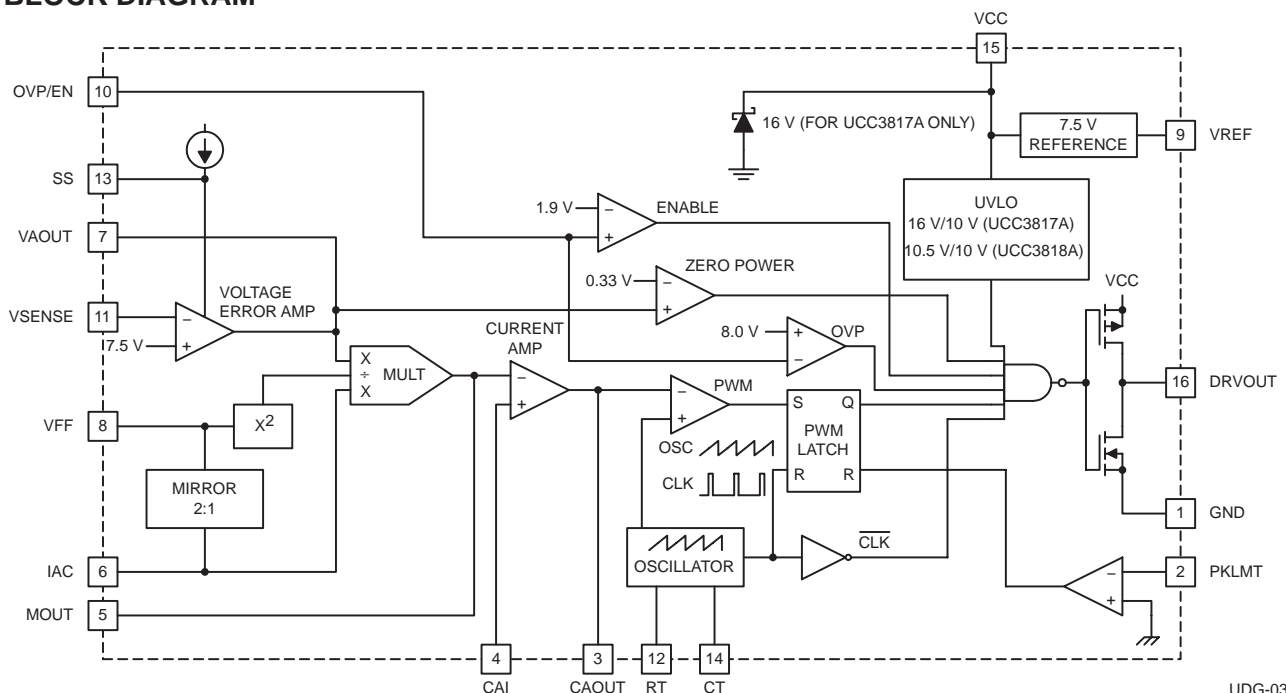 BLOCK DIAGRAM
VCC
15
OVP/EN 10
16 V (FOR UCC3817A ONLY)
7.5 V
REFERENCE
9 VREF
SS 13
1.9 V
ENABLE
UVLO
16 V/10 V (UCC3817A)
10.5 V/10 V (UCC3818A)
VAOUT 7
ZERO POWER
0.33 V
VCC
VOLTAGE
ERROR AMP
VSENSE 11
7.5 V
8.0 V
OVP
CURRENT
AMP
X
÷
X
MULT
PWM
16 DRVOUT
S Q
PWM
LATCH
R R
VFF 8
X2
OSC
CLK
MIRROR
2:1
1 GND
CLK
OSCILLATOR
IAC 6
2 PKLMT
MOUT 5
4 3 12 14
CAI CAOUT RT CT